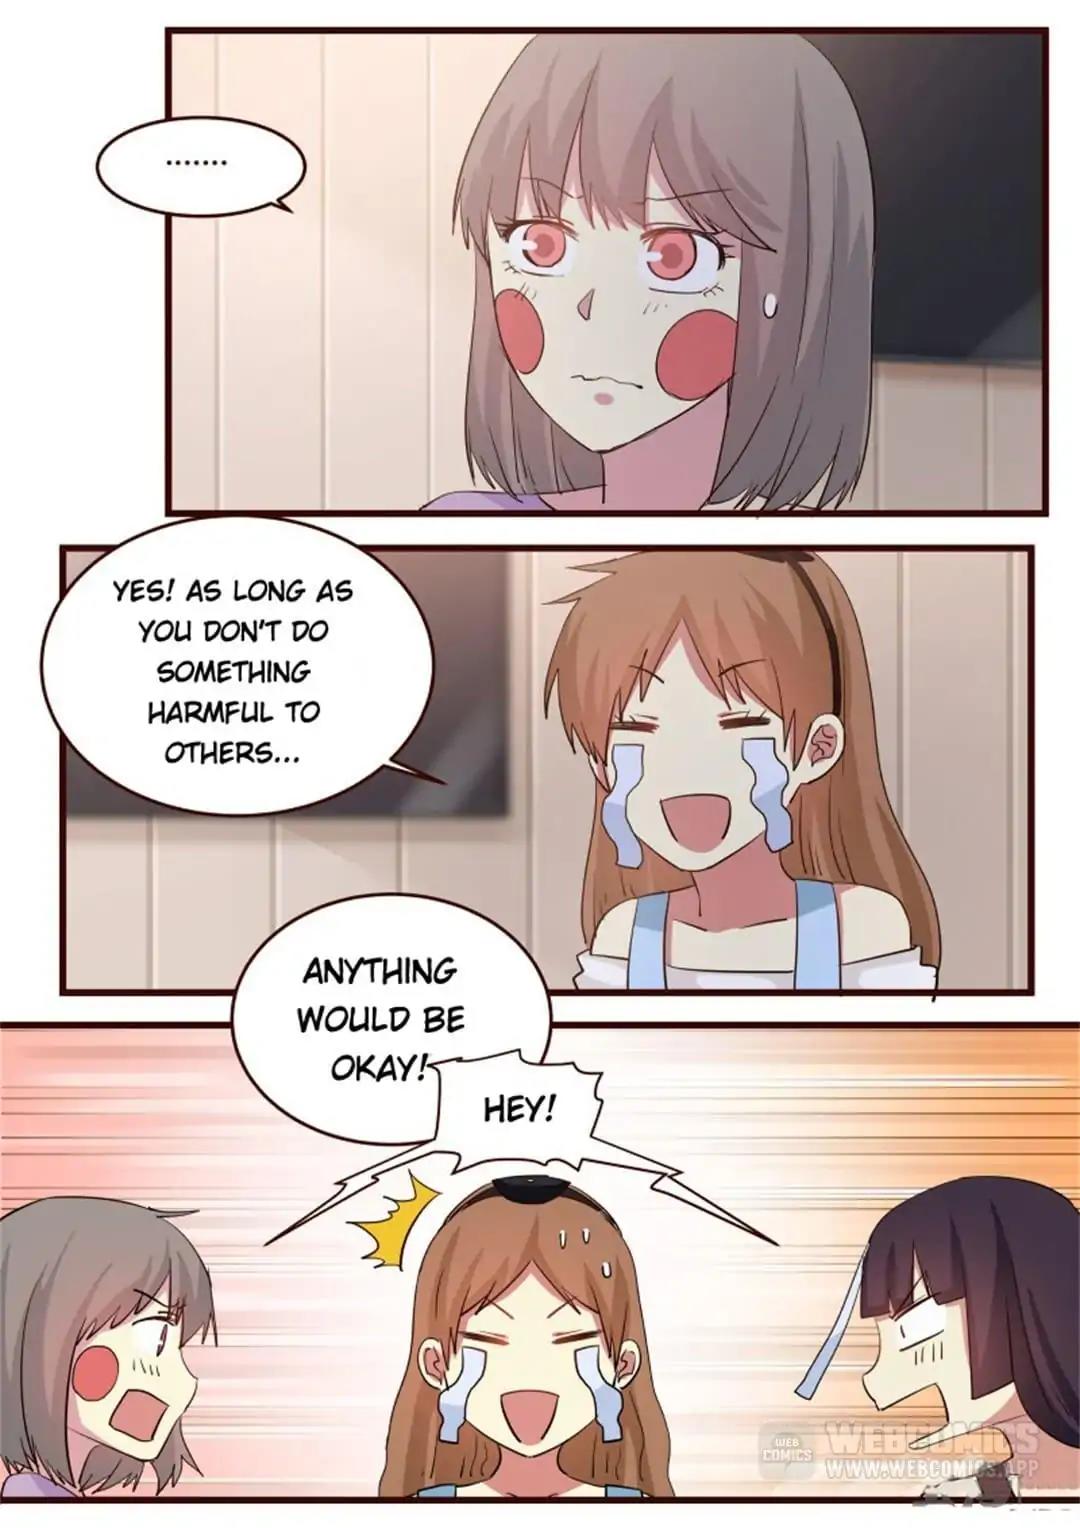 .......
YES! AS LONG AS
YOU DON'T DO
SOMETHING
HARMFUL TO
OTHERS...
ANYTHING
WOULD BE
OKAY!
HEY!
WEB
COMICS
WEBCOMICS
WWW.WEBCOMICS.APP